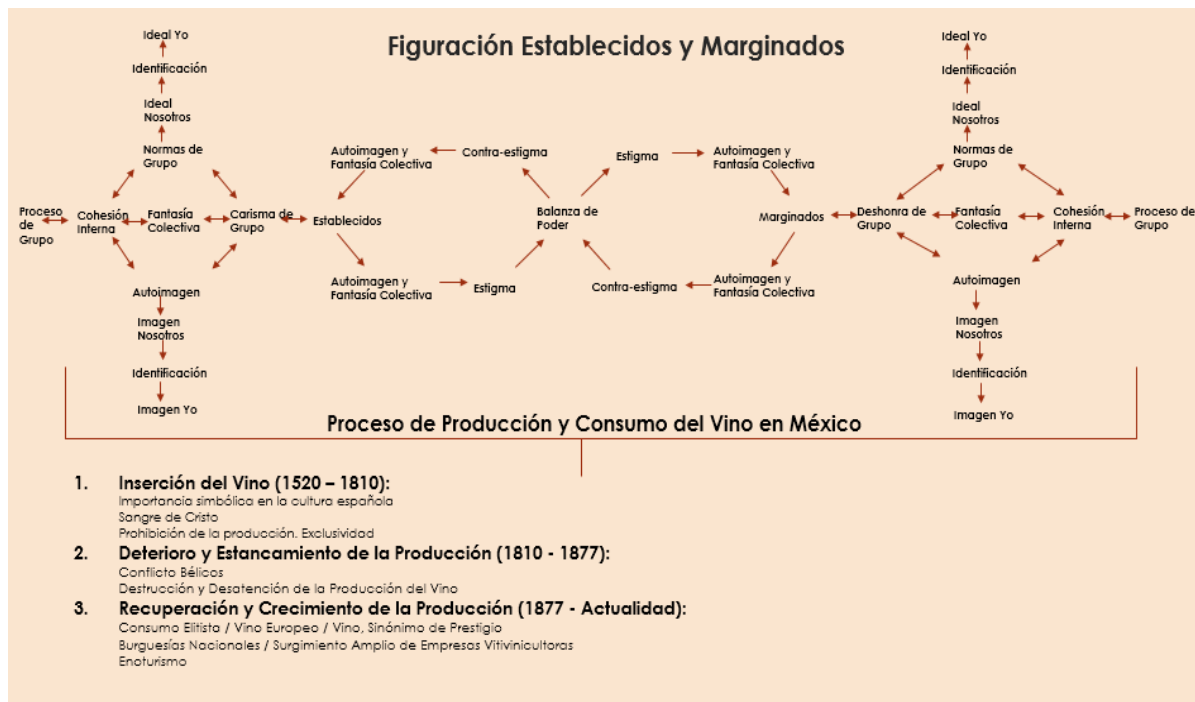 Figuración Establecidos y Marginados
Ideal Yo
Identificación
Ideal
Nosotros
Normas de
Grupo
Proceso
de
Grupo
Cohesión
Interna
Fantasía
Colectiva
Carisma de
Grupo
Autoimagen
Imagen
Nosotros
Identificación
Imagen Yo
Establecidos
Autoimagen y
Fantasía Colectiva
Contra-estigma
Autoimagen y
Fantasía Colectiva
Estigma
Balanza de
Poder
Estigma
Autoimagen y
Fantasía Colectiva
Contra-estigma
Autoimagen y
Fantasía Colectiva
Marginados
Ideal Yo
Identificación
Ideal
Nosotros
Normas de
Grupo
Deshonra de
Grupo
Fantasía
Colectiva
Cohesión
Interna
Proceso de
Grupo
Autoimagen
Imagen
Nosotros
Identificación
Imagen Yo
Proceso de Producción y Consumo del Vino en México
1. Inserción del Vino (1520 – 1810):
Importancia simbólica en la cultura española
Sangre de Cristo
Prohibición de la producción. Exclusividad
2. Deterioro y Estancamiento de la Producción (1810 - 1877):
Conflicto Bélicos
Destrucción y Desatención de la Producción del Vino
3. Recuperación y Crecimiento de la Producción (1877 - Actualidad):
Consumo Elitista / Vino Europeo / Vino, Sinónimo de Prestigio
Burguesías Nacionales / Surgimiento Amplio de Empresas Vitivinicultoras
Enoturismo